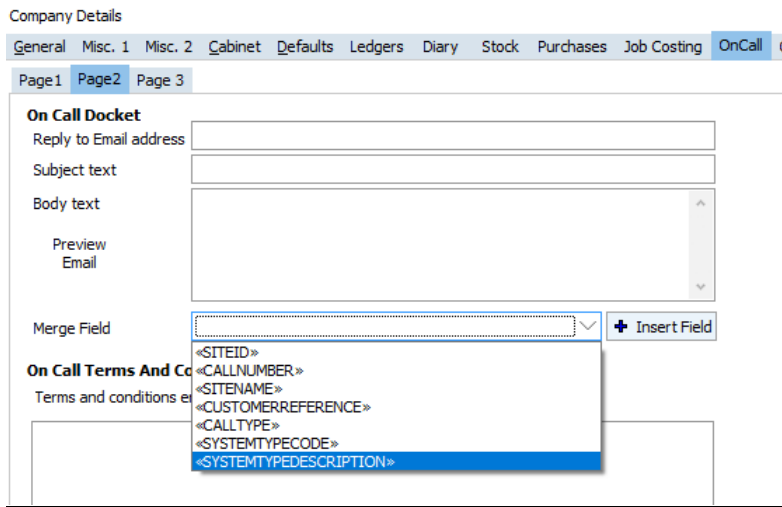 Company Details
General Misc. 1 Misc. 2 Cabinet Defaults Ledgers Diary Stock Purchases Job Costing OnCall
Page1 Page2 Page 3
On Call Docket
Reply to Email address
Subject text
Body text
Preview
Email
Merge Field
Insert Field
«SITEID»
On Call Terms And Co
«CALLNUMBER»
«SITENAME»
Terms and conditions
«CUSTOMERREFERENCE»
«CALLTYPE»
«SYSTEMTYPECODE»
«SYSTEMTYPEDESCRIPTION»